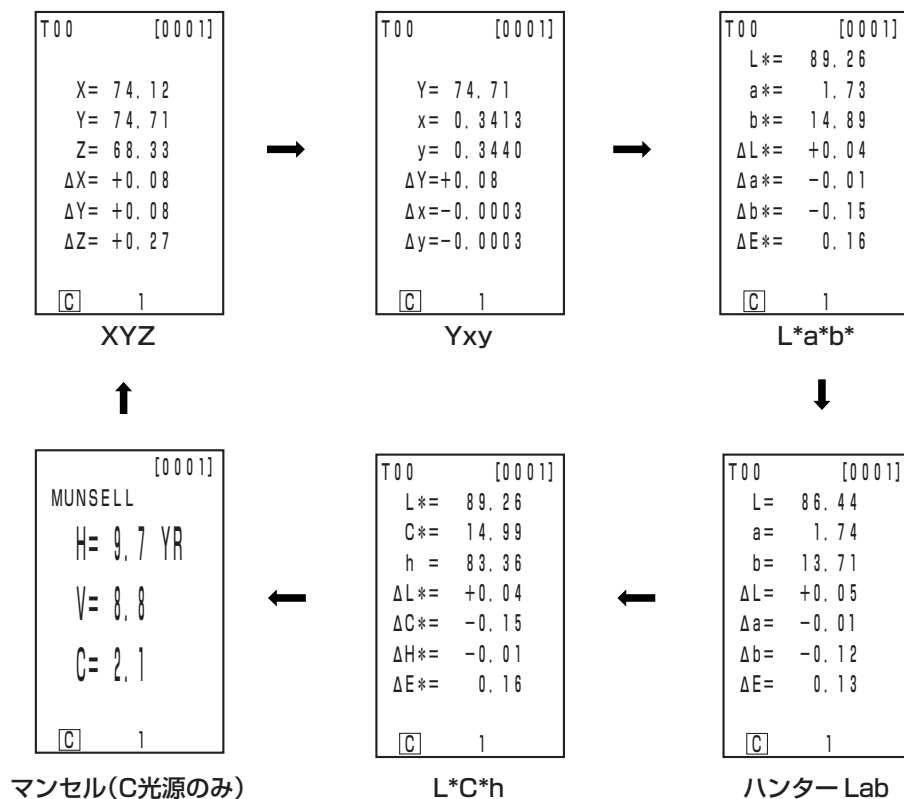 T00 [0001]
X= 74.12
Y= 74.71
Z= 68.33
ΔX= +0.08
ΔY= +0.08
ΔZ= +0.27
C 1
XYZ
T00 [0001]
Y= 74.71
x= 0.3413
y= 0.3440
ΔY=+0.08
Δx=-0.0003
Δy=-0.0003
C 1
Yxy
T00 [0001]
L*= 89.26
a*= 1.73
b*= 14.89
ΔL*= +0.04
Δa*= -0.01
Δb*= -0.15
ΔE*= 0.16
C 1
L*a*b*
[0001]
MUNSELL
H= 9.7 YR
V= 8.8
C= 2.1
C 1
マンセル(C光源のみ)
T00 [0001]
L*= 89.26
C*= 14.99
h = 83.36
ΔL*= +0.04
ΔC*= -0.15
ΔH*= -0.01
ΔE*= 0.16
C 1
L*C*h
T00 [0001]
L= 86.44
a= 1.74
b= 13.71
ΔL= +0.05
Δa= -0.01
Δb= -0.12
ΔE= 0.13
C 1
ハンターLab